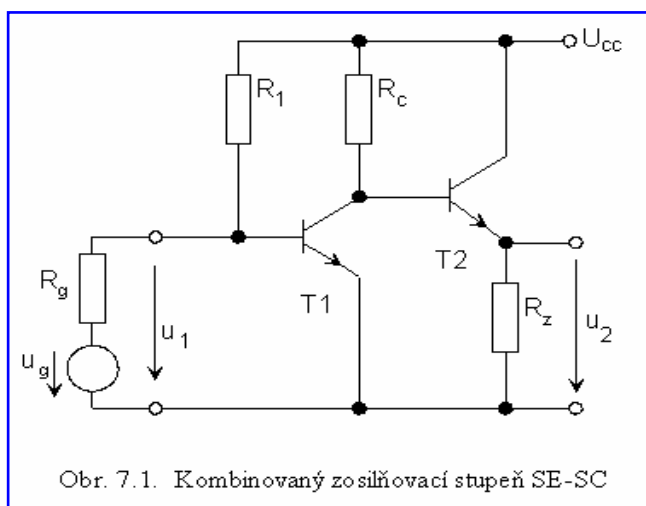 Ucc
R1
Rc
T1
T2
Rg
u1
ug
Rz
u2
Obr. 7.1. Kombinovaný zosilňovací stupeň SE-SC